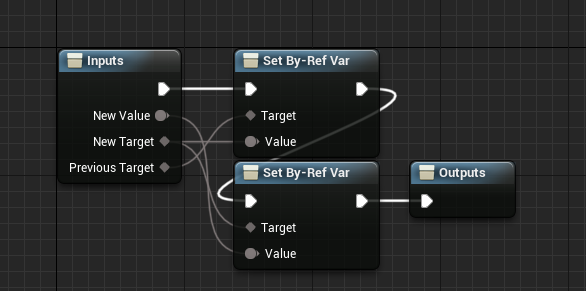 Inputs
New Value
New Target
Previous Target
Set By-Ref Var
Target
Value
Set By-Ref Var
Target
Value
Outputs